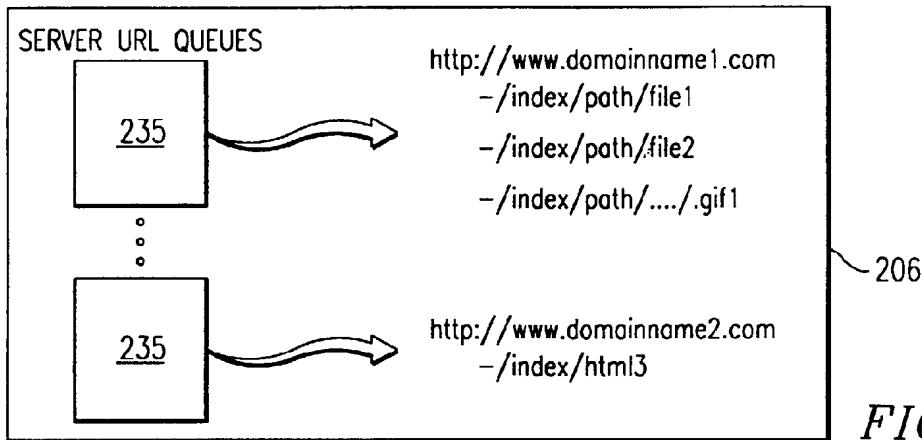 SERVER URL QUEUES
235
http://www.domainname1.com
-/index/path/file1
-/index/path/file2
-/index/path/..../.gif1
206
235
http://www.domainname2.com
-/index/html3